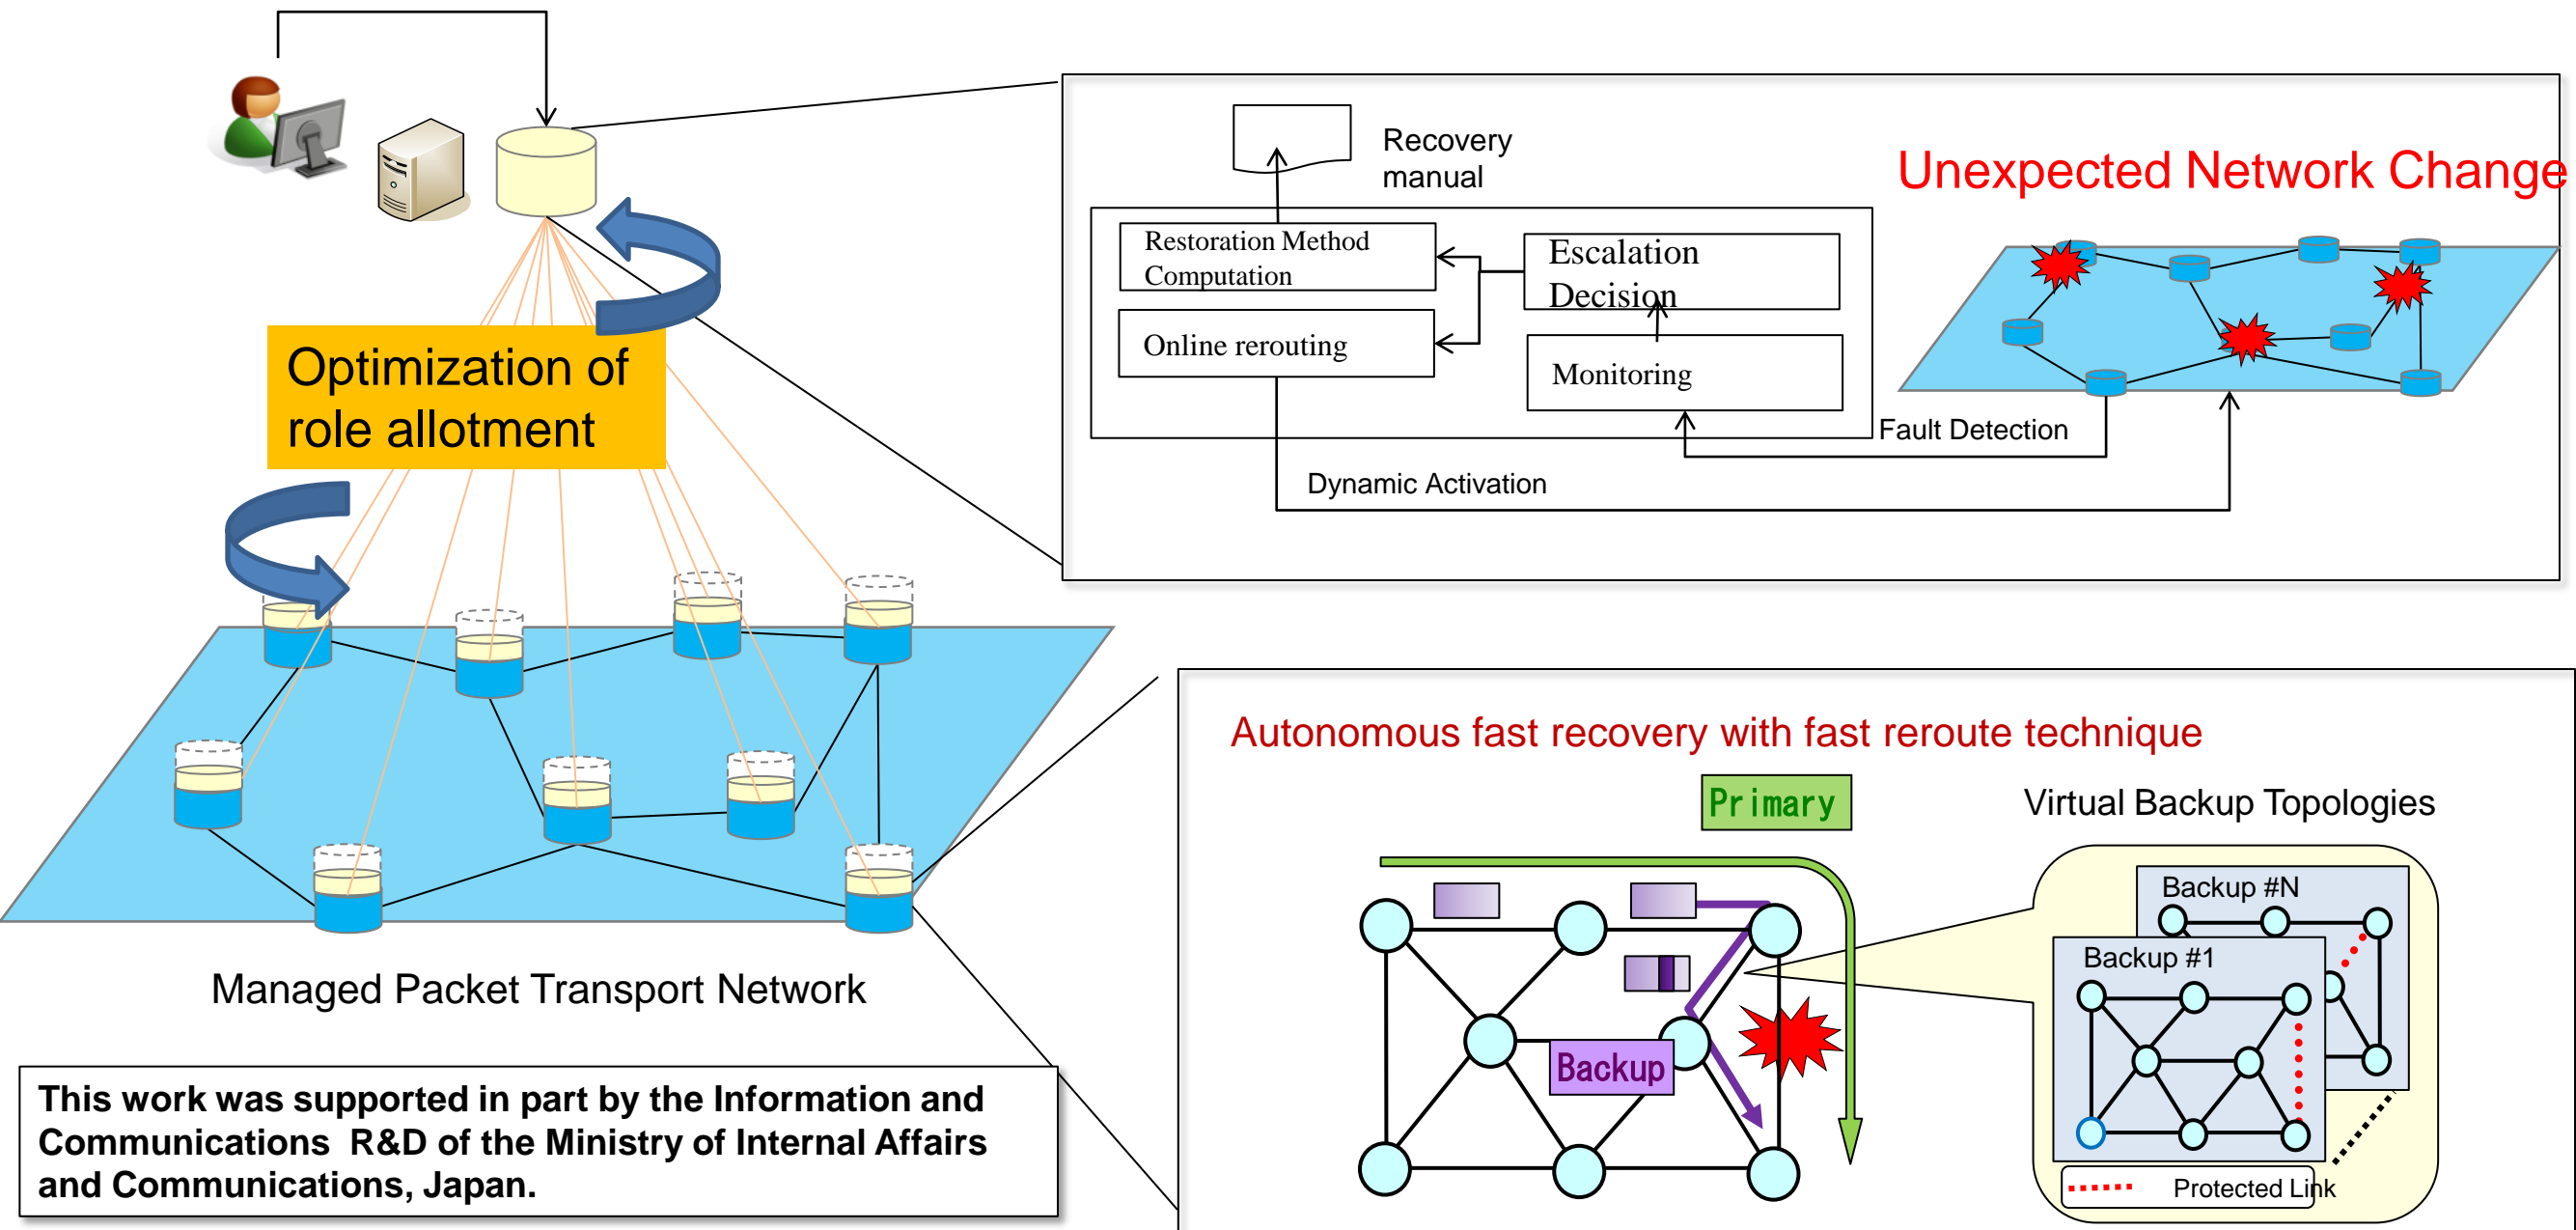 Recovery
manual
Unexpected Network Change
Restoration Method
Computation
Escalation
Decision
Online rerouting
Monitoring
Fault Detection
Dynamic Activation
Optimization of
role allotment
Managed Packet Transport Network
This work was supported in part by the Information and
Communications  R&D of the Ministry of Internal Affairs
and Communications, Japan.
Autonomous fast recovery with fast reroute technique
Primary
Virtual Backup Topologies
Backup #N
Backup #1
Backup
Protected Link